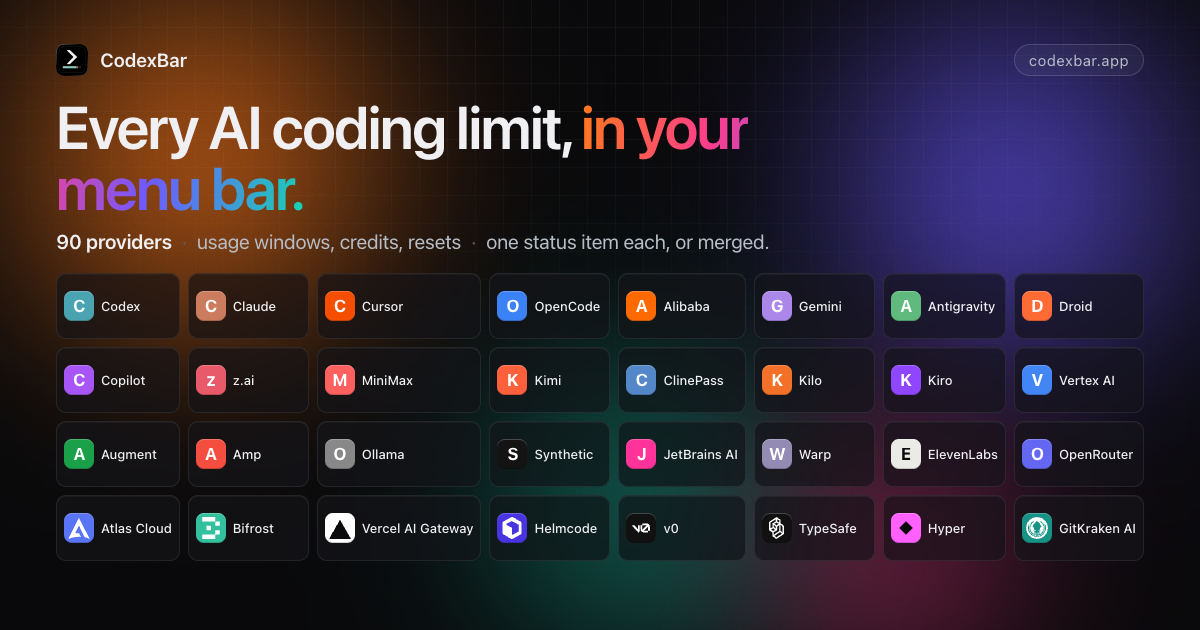 CodexBar
codexbar.app
Every AI coding limit, in your
menu bar.
90 providers · usage windows, credits, resets · one status item each, or merged.
C Codex
C Claude
C Cursor
O OpenCode
A Alibaba
G Gemini
A Antigravity
D Droid
C Copilot
z z.ai
M MiniMax
K Kimi
C ClinePass
K Kilo
K Kiro
V Vertex AI
A Augment
A Amp
O Ollama
S Synthetic
J JetBrains AI
W Warp
E ElevenLabs
O OpenRouter
Atlas Cloud
Bifrost
Vercel AI Gateway
Helmcode
v0 v0
TypeSafe
Hyper
GitKraken AI